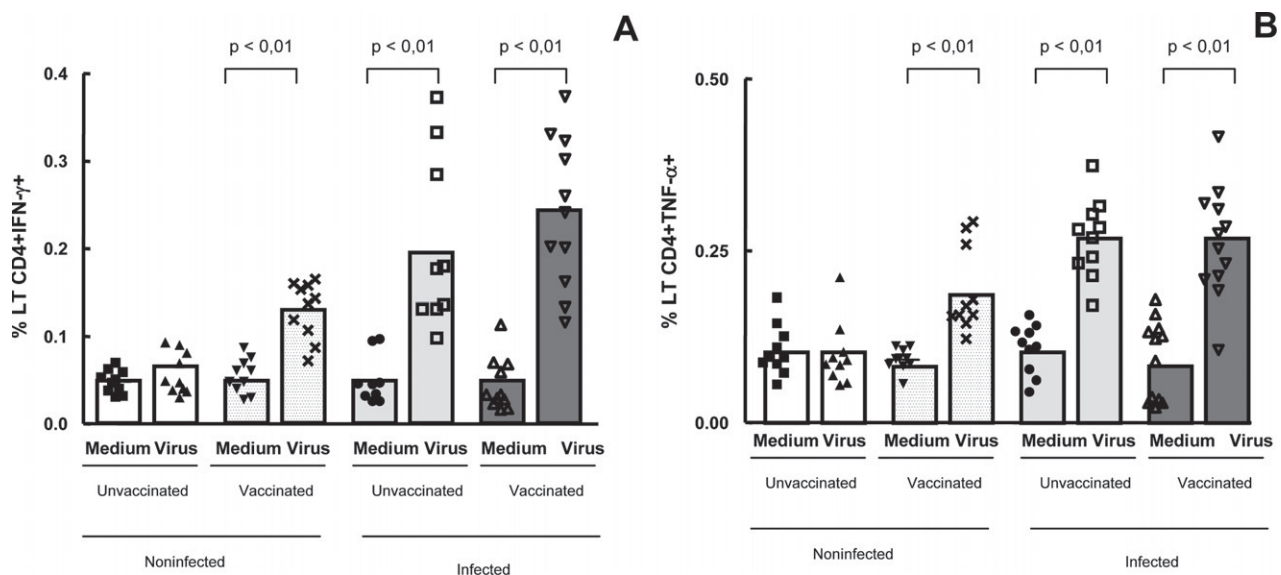 A
p < 0,01
p < 0,01
p < 0,01
% LT CD4+IFN-γ+
0.4
0.3
0.2
0.1
0.0
Medium Virus Medium Virus Medium Virus Medium Virus
Unvaccinated Vaccinated Unvaccinated Vaccinated
Noninfected Infected
B
p < 0,01
p < 0,01
p < 0,01
% LT CD4+TNF-α+
0.50
0.25
0.00
Medium Virus Medium Virus Medium Virus Medium Virus
Unvaccinated Vaccinated Unvaccinated Vaccinated
Noninfected Infected